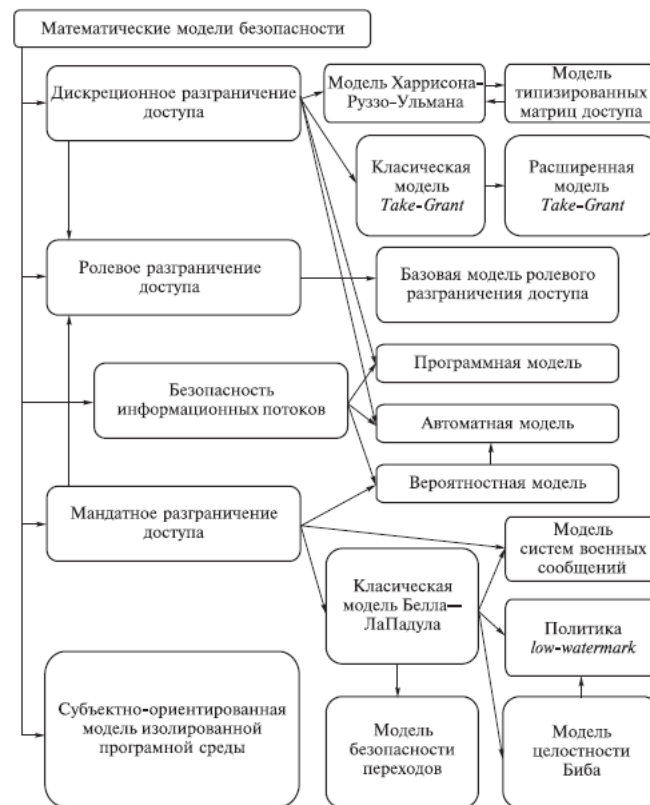 Математические модели безопасности
Дискреционное разграничение
доступа
Модель Харрисона-
Руззо-Ульмана
Модель
типизированных
матриц доступа
Класическая
модель
Take-Grant
Расширенная
модель
Take-Grant
Ролевое разграничение
доступа
Базовая модель ролевого
разграничения доступа
Безопасность
информационных потоков
Программная модель
Автоматная модель
Вероятностная модель
Мандатное разграничение
доступа
Модель
систем военных
сообщений
Класическая
модель Белла—
ЛаПадула
Политика
low-watermark
Субъектно-ориентированная
модель изолированной
програмной среды
Модель
безопасности
переходов
Модель
целостности
Биба